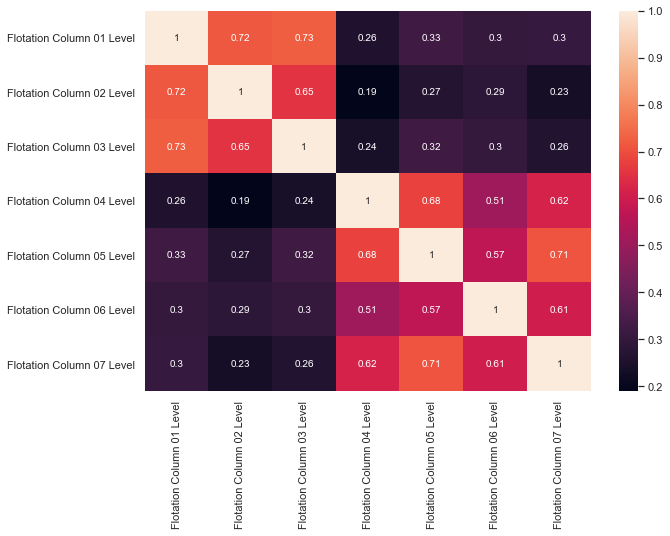 Flotation Column 01 Level 1 0.72 0.73 0.26 0.33 0.3 0.3
Flotation Column 02 Level 0.72 1 0.65 0.19 0.27 0.29 0.23
Flotation Column 03 Level 0.73 0.65 1 0.24 0.32 0.3 0.26
Flotation Column 04 Level 0.26 0.19 0.24 1 0.68 0.51 0.62
Flotation Column 05 Level 0.33 0.27 0.32 0.68 1 0.57 0.71
Flotation Column 06 Level 0.3 0.29 0.3 0.51 0.57 1 0.61
Flotation Column 07 Level 0.3 0.23 0.26 0.62 0.71 0.61 1
Flotation Column 01 Level
Flotation Column 02 Level
Flotation Column 03 Level
Flotation Column 04 Level
Flotation Column 05 Level
Flotation Column 06 Level
Flotation Column 07 Level
1.0
0.9
0.8
0.7
0.6
0.5
0.4
0.3
0.2